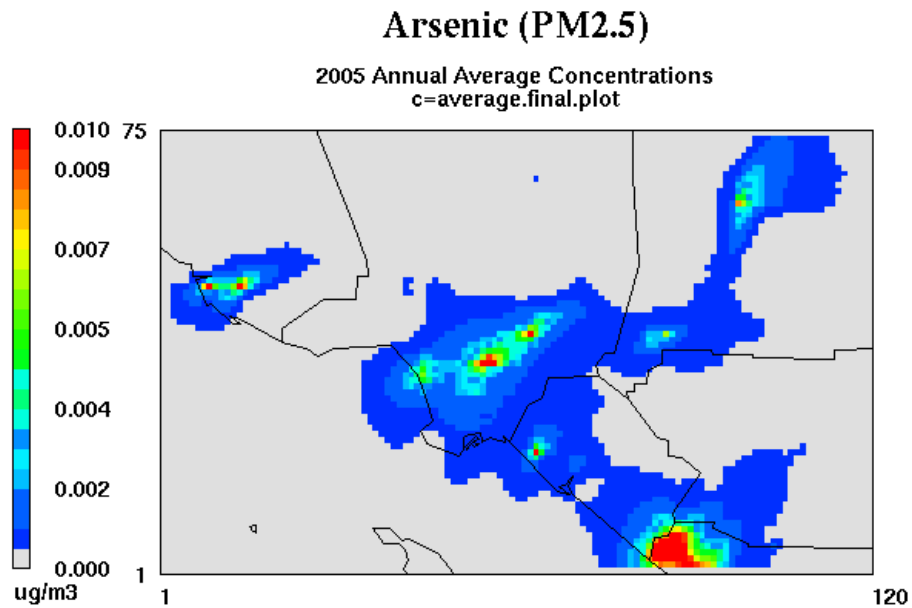 Arsenic (PM2.5)
2005 Annual Average Concentrations
c=average.final.plot
0.010
0.009
0.007
0.005
0.004
0.002
0.000
ug/m3
75
1
1
120